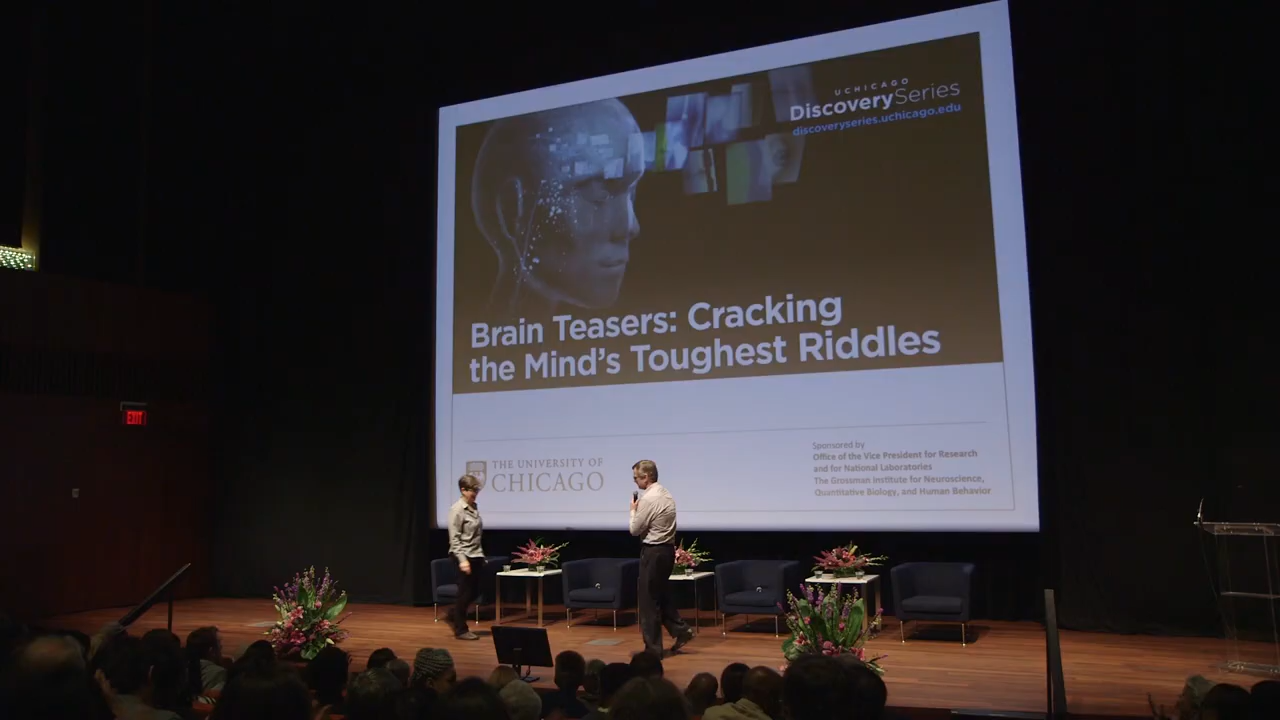 UCHICAGO
DiscoverySeries
discoveryseries.uchicago.edu
Brain Teasers: Cracking
the Mind's Toughest Riddles
THE UNIVERSITY OF
CHICAGO
Sponsored by
Office of the Vice President for Research
and for National Laboratories
The Grossman Institute for Neuroscience,
Quantitative Biology, and Human Behavior
EXIT